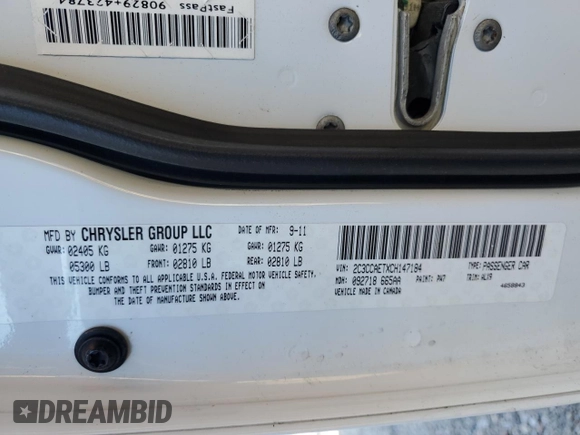 FastPass 90829+423784
MFD BY CHRYSLER GROUP LLC
DATE OF MFR: 9-11
GVWR: 02405 KG
05300 LB
GAWR: 01275 KG
FRONT: 02810 LB
GAWR: 01275 KG
REAR: 02810 LB
THIS VEHICLE CONFORMS TO ALL APPLICABLE U.S.A. FEDERAL MOTOR VEHICLE SAFETY,
BUMPER AND THEFT PREVENTION STANDARDS IN EFFECT ON
THE DATE OF MANUFACTURE SHOWN ABOVE.
VIN: 2C3CCAETXCH147184
TYPE: PASSENGER CAR
MDH: 092718 665AA
PAINT: PW7
TRIM: ALX9
VEHICLE MADE IN CANADA
4658043
DREAMBID